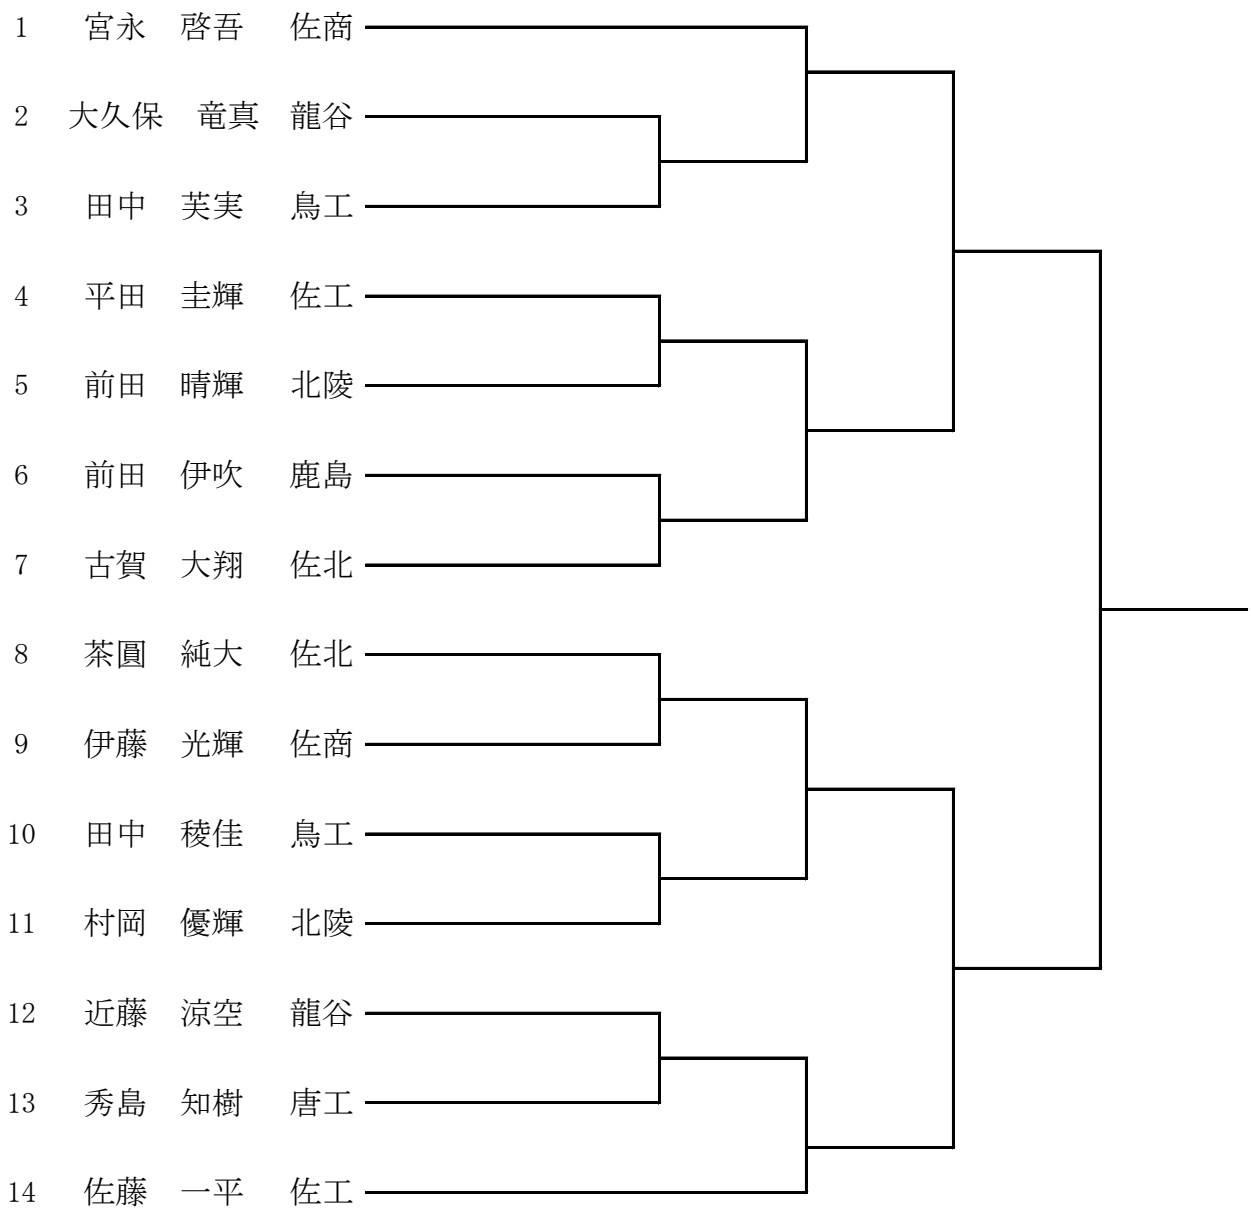 1 宮永 啓吾 佐商
2 大久保 竜真 龍谷
3 田中 芙実 鳥工
4 平田 圭輝 佐工
5 前田 晴輝 北陵
6 前田 伊吹 鹿島
7 古賀 大翔 佐北
8 茶圓 純大 佐北
9 伊藤 光輝 佐商
10 田中 稜佳 鳥工
11 村岡 優輝 北陵
12 近藤 涼空 龍谷
13 秀島 知樹 唐工
14 佐藤 一平 佐工